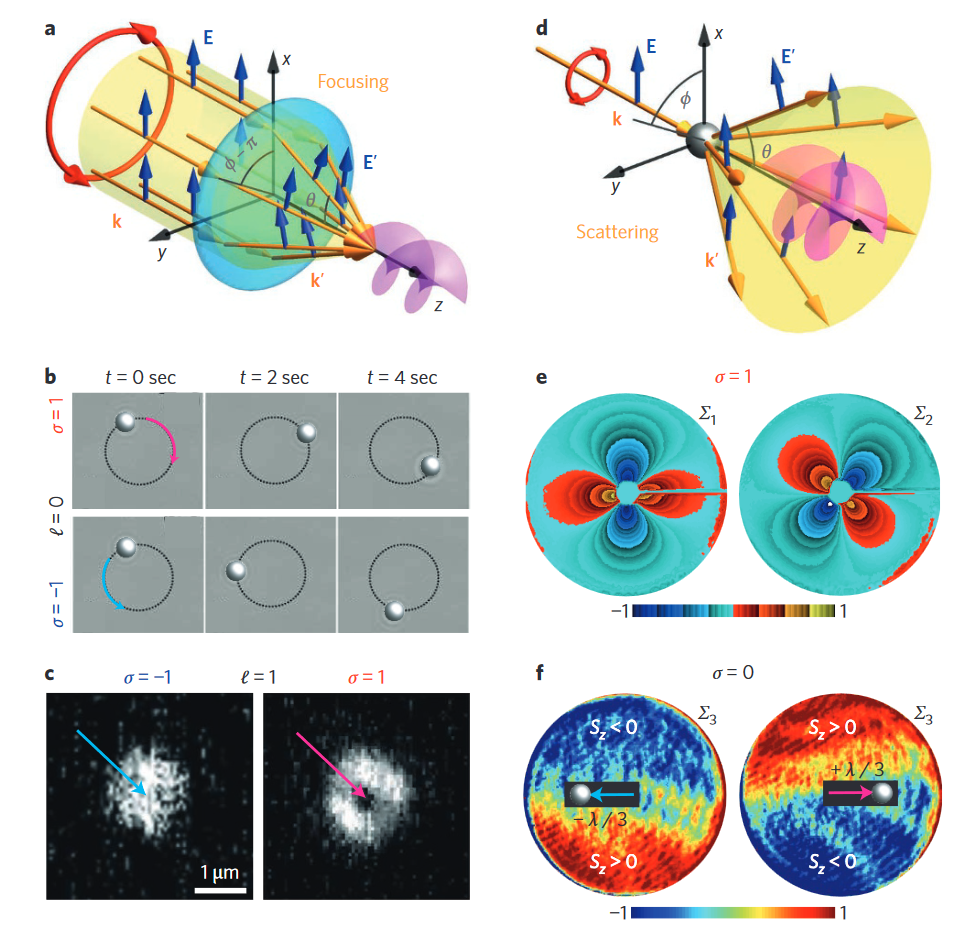 a
E
x
Focusing
ϕ – π
E′
θ
k
y
k′
z
d
E
x
E′
ϕ
k
θ
y
Scattering
z
k′
b
t = 0 sec
t = 2 sec
t = 4 sec
σ = 1
ℓ = 0
σ = –1
e
σ = 1
Σ1
Σ2
–1
1
c
σ = –1
ℓ = 1
σ = 1
1 µm
f
σ = 0
Σ3
Sz < 0
– λ / 3
Sz > 0
Σ3
Sz > 0
+ λ / 3
Sz < 0
–1
1